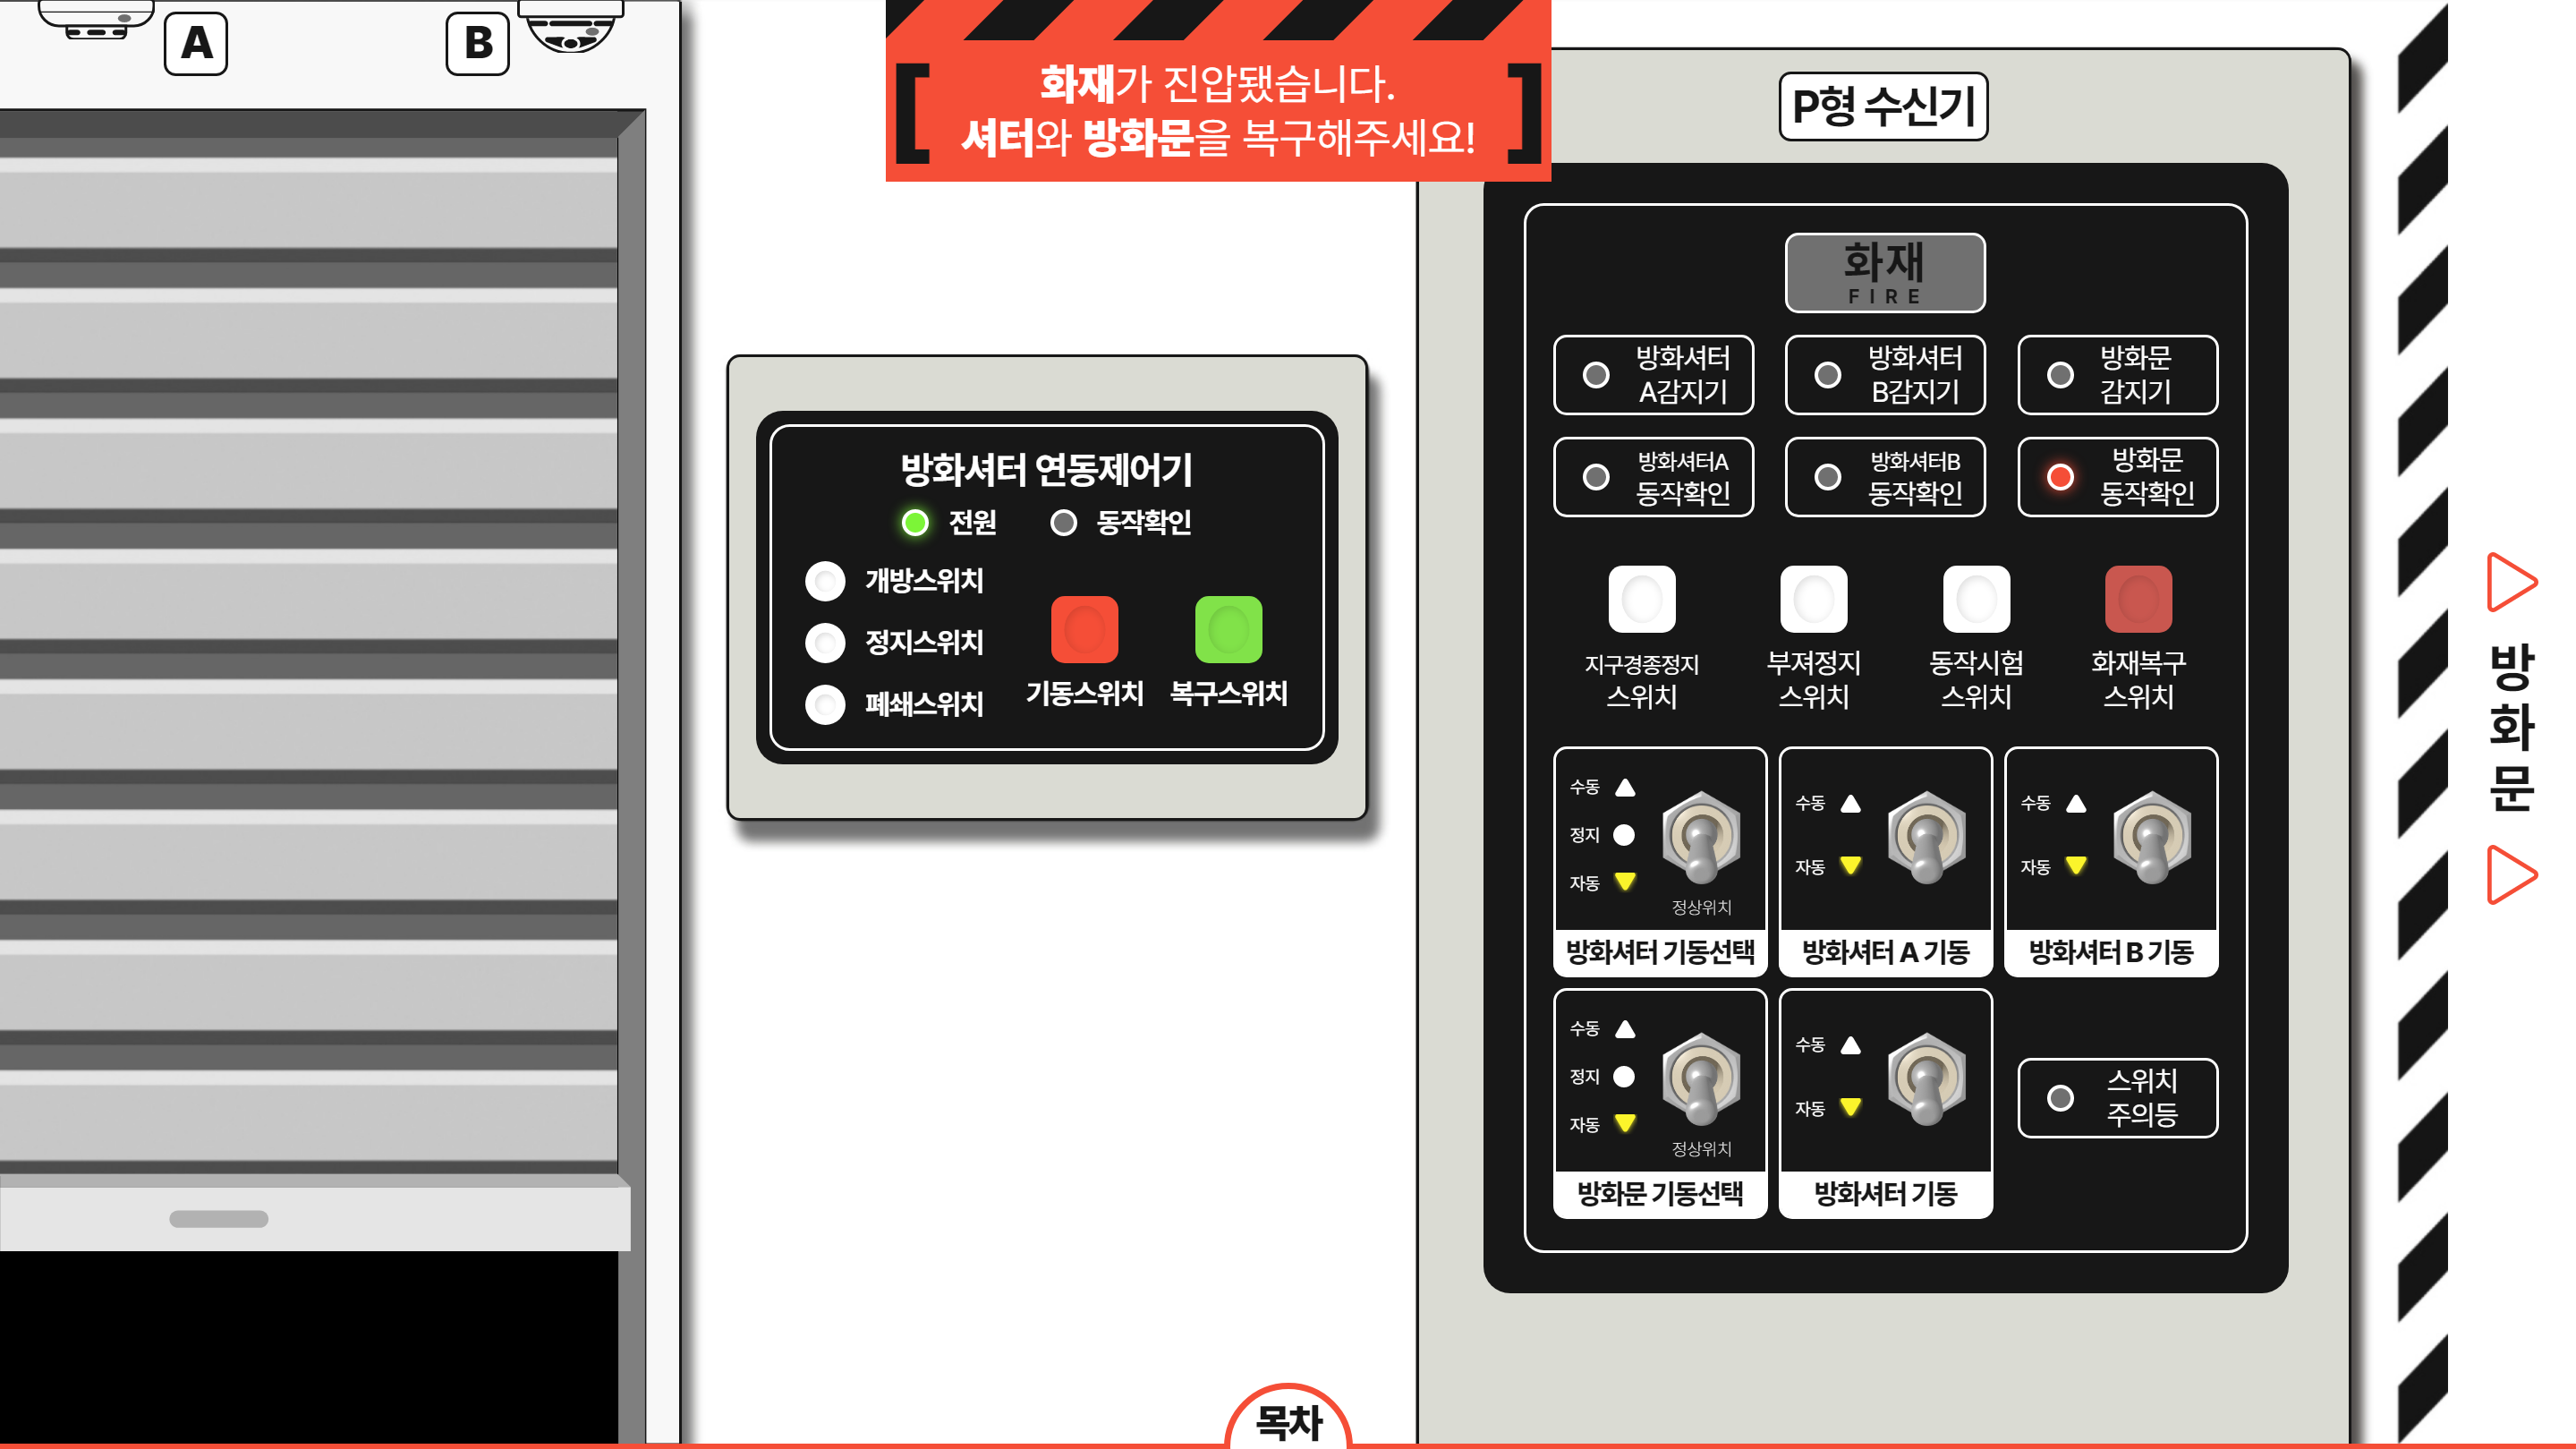 A
B
[ 화재가 진압됐습니다.
셔터와 방화문을 복구해주세요! ]
P형 수신기
화재
FIRE
방화셔터
A감지기
방화셔터
B감지기
방화문
감지기
방화셔터A
동작확인
방화셔터B
동작확인
방화문
동작확인
지구경종정지
스위치
부져정지
스위치
동작시험
스위치
화재복구
스위치
수동
정지
자동
정상위치
방화셔터 기동선택
수동
자동
방화셔터 A 기동
수동
자동
방화셔터 B 기동
수동
정지
자동
정상위치
방화문 기동선택
수동
자동
방화셔터 기동
스위치
주의등
방화셔터 연동제어기
전원
동작확인
개방스위치
정지스위치
폐쇄스위치
기동스위치
복구스위치
방화문
목차